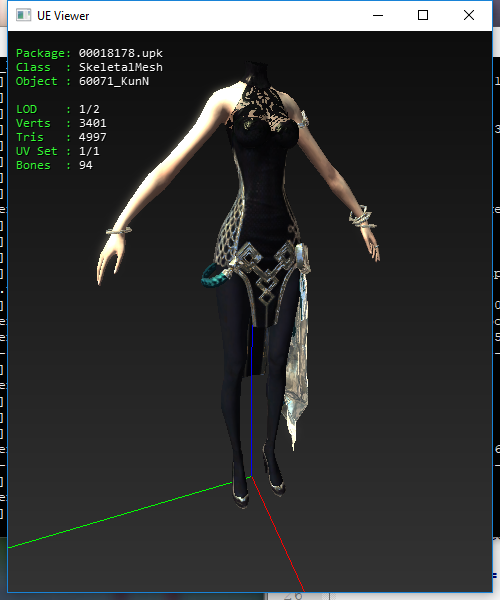 UE Viewer
Package: 00018178.upk
Class : SkeletalMesh
Object : 60071_KunN
LOD : 1/2
Verts : 3401
Tris : 4997
UV Set : 1/1
Bones : 94